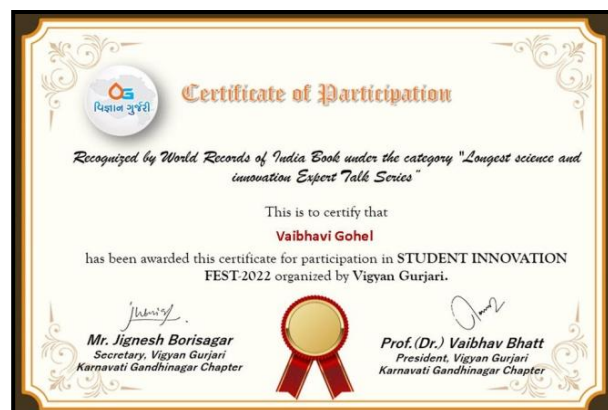 વિજ્ઞાન ગુર્જરી
Certificate of Participation
Recognized by World Records of India Book under the category "Longest science and
innovation Expert Talk Series"
This is to certify that
Vaibhavi Gohel
has been awarded this certificate for participation in STUDENT INNOVATION
FEST-2022 organized by Vigyan Gurjari.
Mr. Jignesh Borisagar
Secretary, Vigyan Gurjari
Karnavati Gandhinagar Chapter
Prof.(Dr.) Vaibhav Bhatt
President, Vigyan Gurjari
Karnavati Gandhinagar Chapter